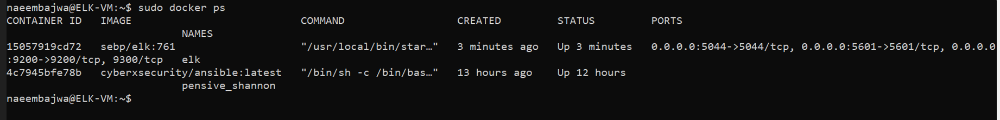 naeembajwa@ELK-VM:~$ sudo docker ps
CONTAINER ID   IMAGE                           COMMAND                  CREATED         STATUS         PORTS
                            NAMES
15057919cd72   sebp/elk:761                    "/usr/local/bin/star…"   3 minutes ago   Up 3 minutes   0.0.0.0:5044->5044/tcp, 0.0.0.0:5601->5601/tcp, 0.0.0.0
:9200->9200/tcp, 9300/tcp   elk
4c7945bfe78b   cyberxsecurity/ansible:latest   "/bin/sh -c /bin/bas…"   13 hours ago    Up 12 hours
                            pensive_shannon
naeembajwa@ELK-VM:~$